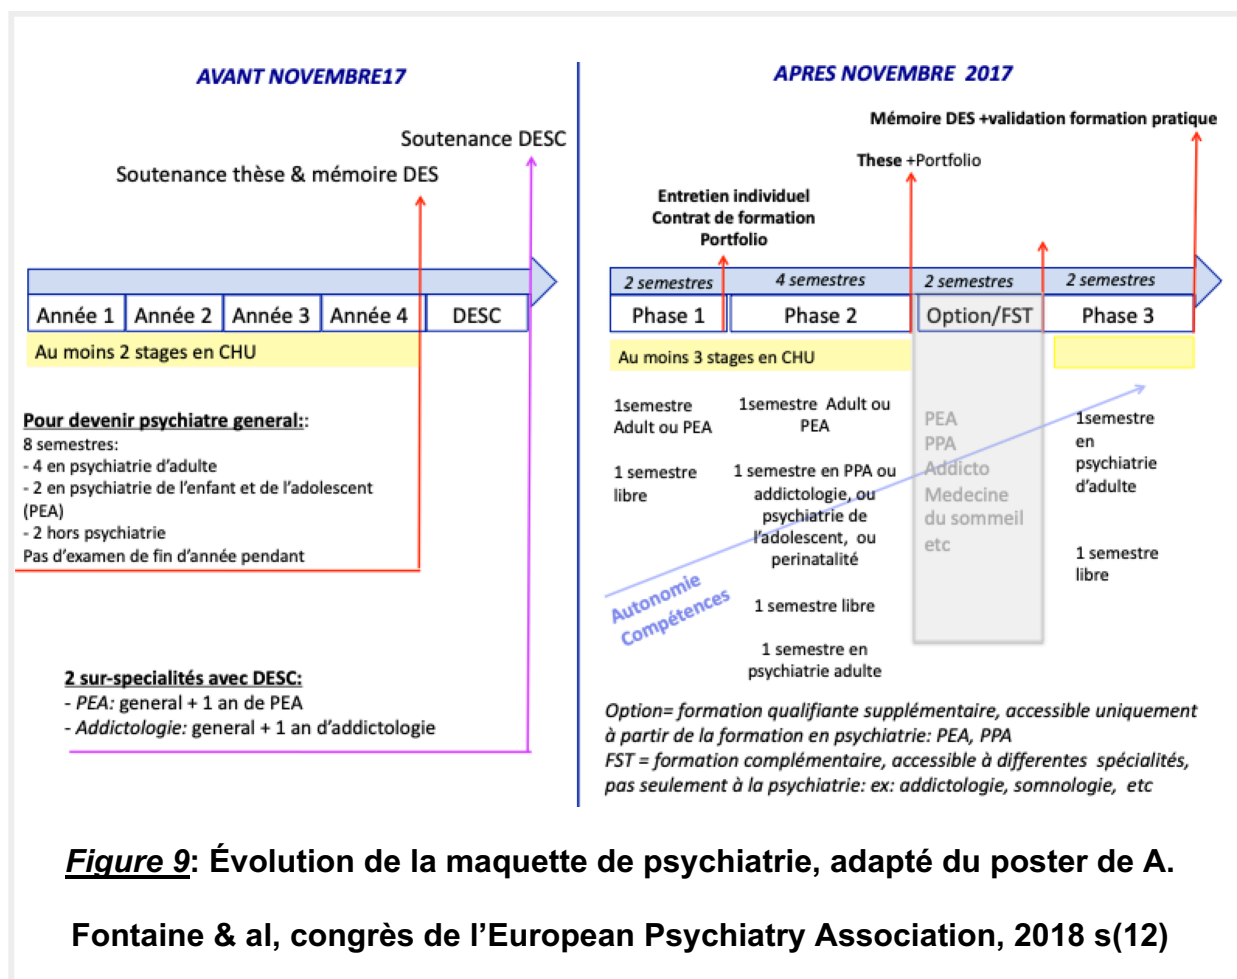 AVANT NOVEMBRE17
Soutenance DESC
Soutenance thèse & mémoire DES
Année 1
Année 2
Année 3
Année 4
DESC
Au moins 2 stages en CHU
Pour devenir psychiatre general::
8 semestres:
- 4 en psychiatrie d’adulte
- 2 en psychiatrie de l’enfant et de l’adolescent
(PEA)
- 2 hors psychiatrie
Pas d’examen de fin d’année pendant
2 sur-specialités avec DESC:
- PEA: general + 1 an de PEA
- Addictologie: general + 1 an d’addictologie
APRES NOVEMBRE 2017
Mémoire DES +validation formation pratique
These +Portfolio
Entretien individuel
Contrat de formation
Portfolio
2 semestres
4 semestres
2 semestres
2 semestres
Phase 1
Phase 2
Option/FST
Phase 3
Au moins 3 stages en CHU
1semestre
Adult ou PEA
1 semestre
libre
1semestre Adult ou
PEA
1 semestre en PPA ou
addictologie, ou
psychiatrie de
l’adolescent, ou
perinatalité
1 semestre libre
1 semestre en
psychiatrie adulte
PEA
PPA
Addicto
Medecine
du sommeil
etc
1semestre
en
psychiatrie
d’adulte
1 semestre
libre
Autonomie
Compétences
Option= formation qualifiante supplémentaire, accessible uniquement
à partir de la formation en psychiatrie: PEA, PPA
FST = formation complémentaire, accessible à differentes spécialités,
pas seulement à la psychiatrie: ex: addictologie, somnologie, etc
Figure 9: Évolution de la maquette de psychiatrie, adapté du poster de A.
Fontaine & al, congrès de l’European Psychiatry Association, 2018 s(12)